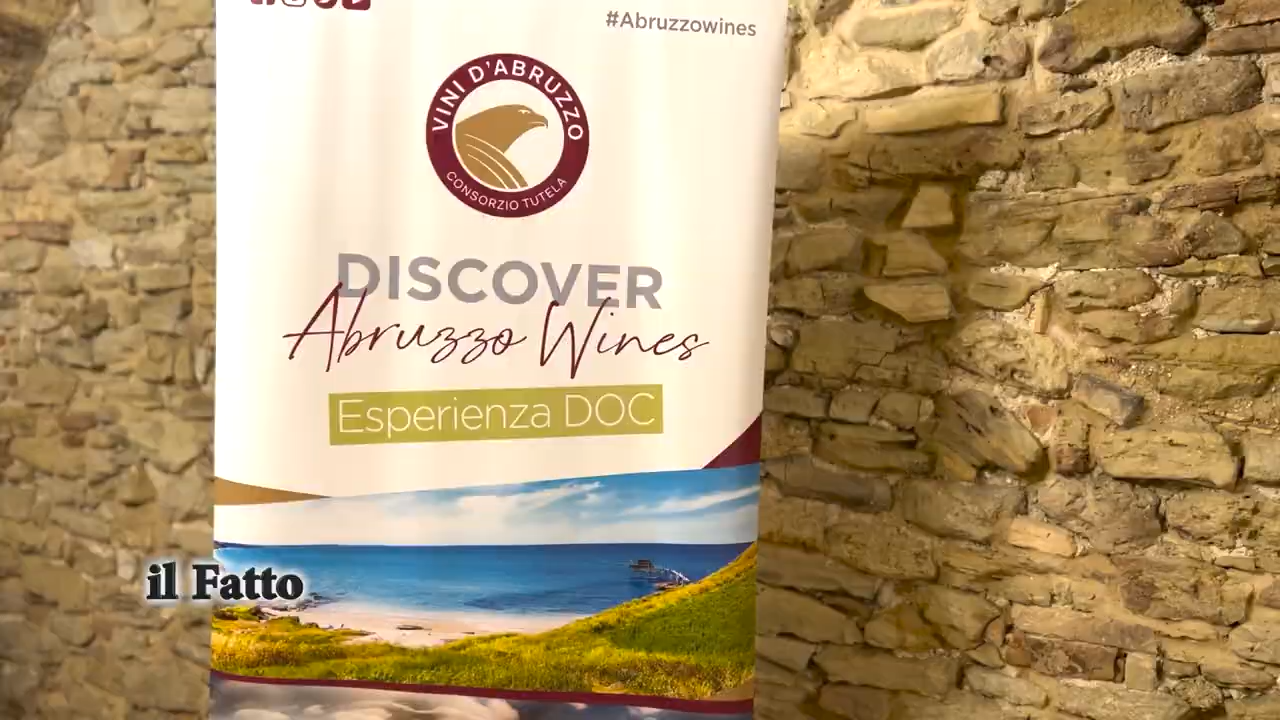 #Abruzzowines
VINI D'ABRUZZO
CONSORZIO TUTELA
DISCOVER
Abruzzo Wines
Esperienza DOC
il Fatto